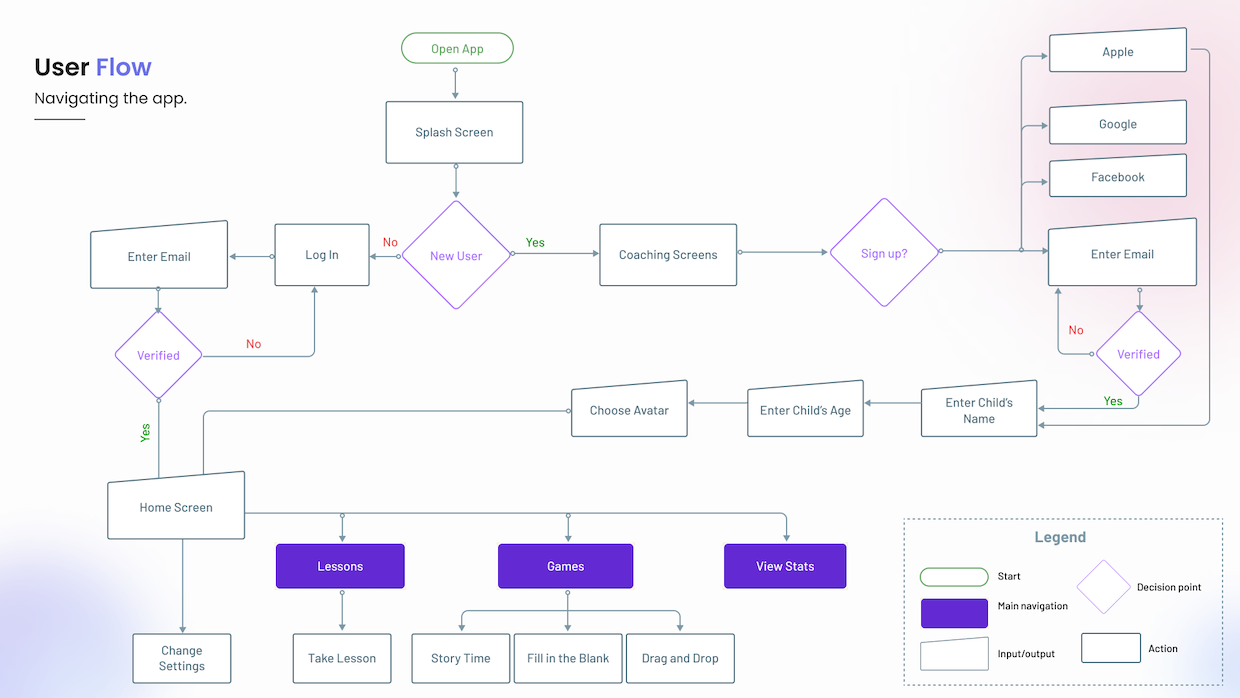 User Flow
Navigating the app.
Open App
Splash Screen
Apple
Google
Facebook
Enter Email
Log In
No
New User
Yes
Coaching Screens
Sign up?
Enter Email
Verified
No
No
Verified
Yes
Yes
Choose Avatar
Enter Child's Age
Enter Child's
Name
Home Screen
Lessons
Games
View Stats
Change
Settings
Take Lesson
Story Time
Fill in the Blank
Drag and Drop
Legend
Start
Main navigation
Input/output
Decision point
Action